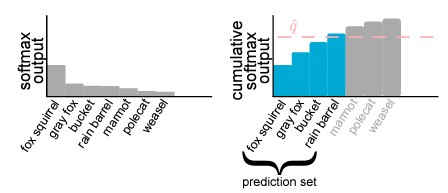 softmax
output
fox squirrel
gray fox
bucket
rain barrel
marmot
polecat
weasel
cumulative
softmax
output
q̂
fox squirrel
gray fox
bucket
rain barrel
marmot
polecat
weasel
prediction set